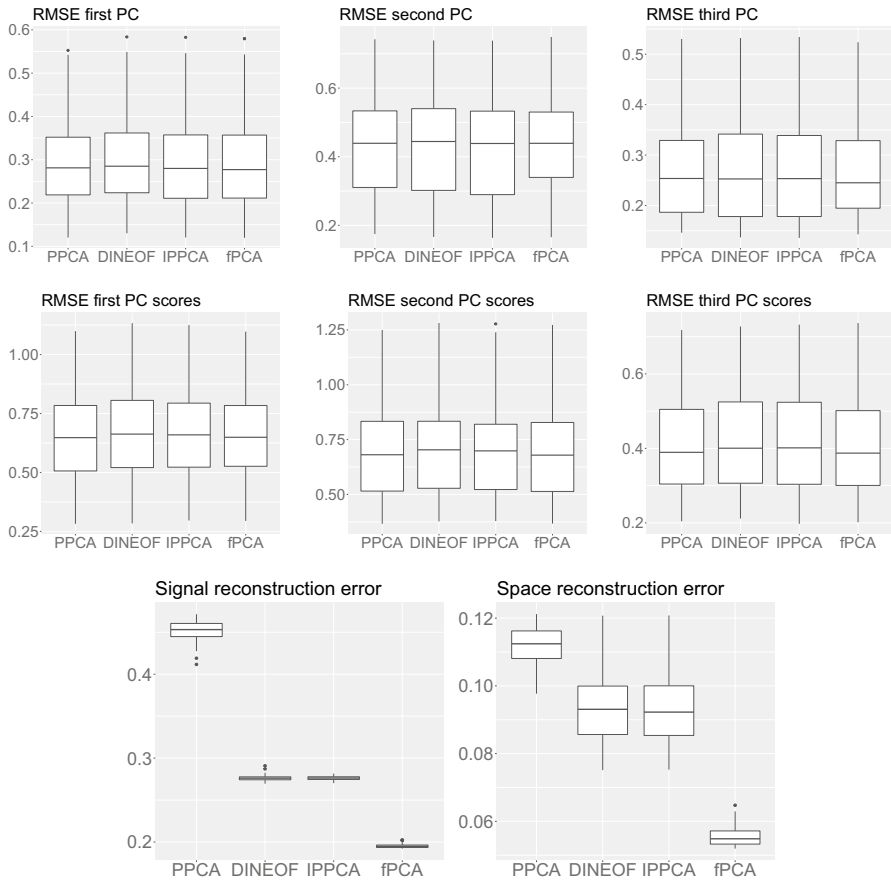 RMSE first PC
0.6
0.5
0.4
0.3
0.2
0.1
PPCA DINEOF IPPCA fPCA
RMSE second PC
0.6
0.4
0.2
PPCA DINEOF IPPCA fPCA
RMSE third PC
0.5
0.4
0.3
0.2
PPCA DINEOF IPPCA fPCA
RMSE first PC scores
1.00
0.75
0.50
0.25
PPCA DINEOF IPPCA fPCA
RMSE second PC scores
1.25
1.00
0.75
0.50
PPCA DINEOF IPPCA fPCA
RMSE third PC scores
0.6
0.4
0.2
PPCA DINEOF IPPCA fPCA
Signal reconstruction error
0.4
0.3
0.2
PPCA DINEOF IPPCA fPCA
Space reconstruction error
0.12
0.10
0.08
0.06
PPCA DINEOF IPPCA fPCA